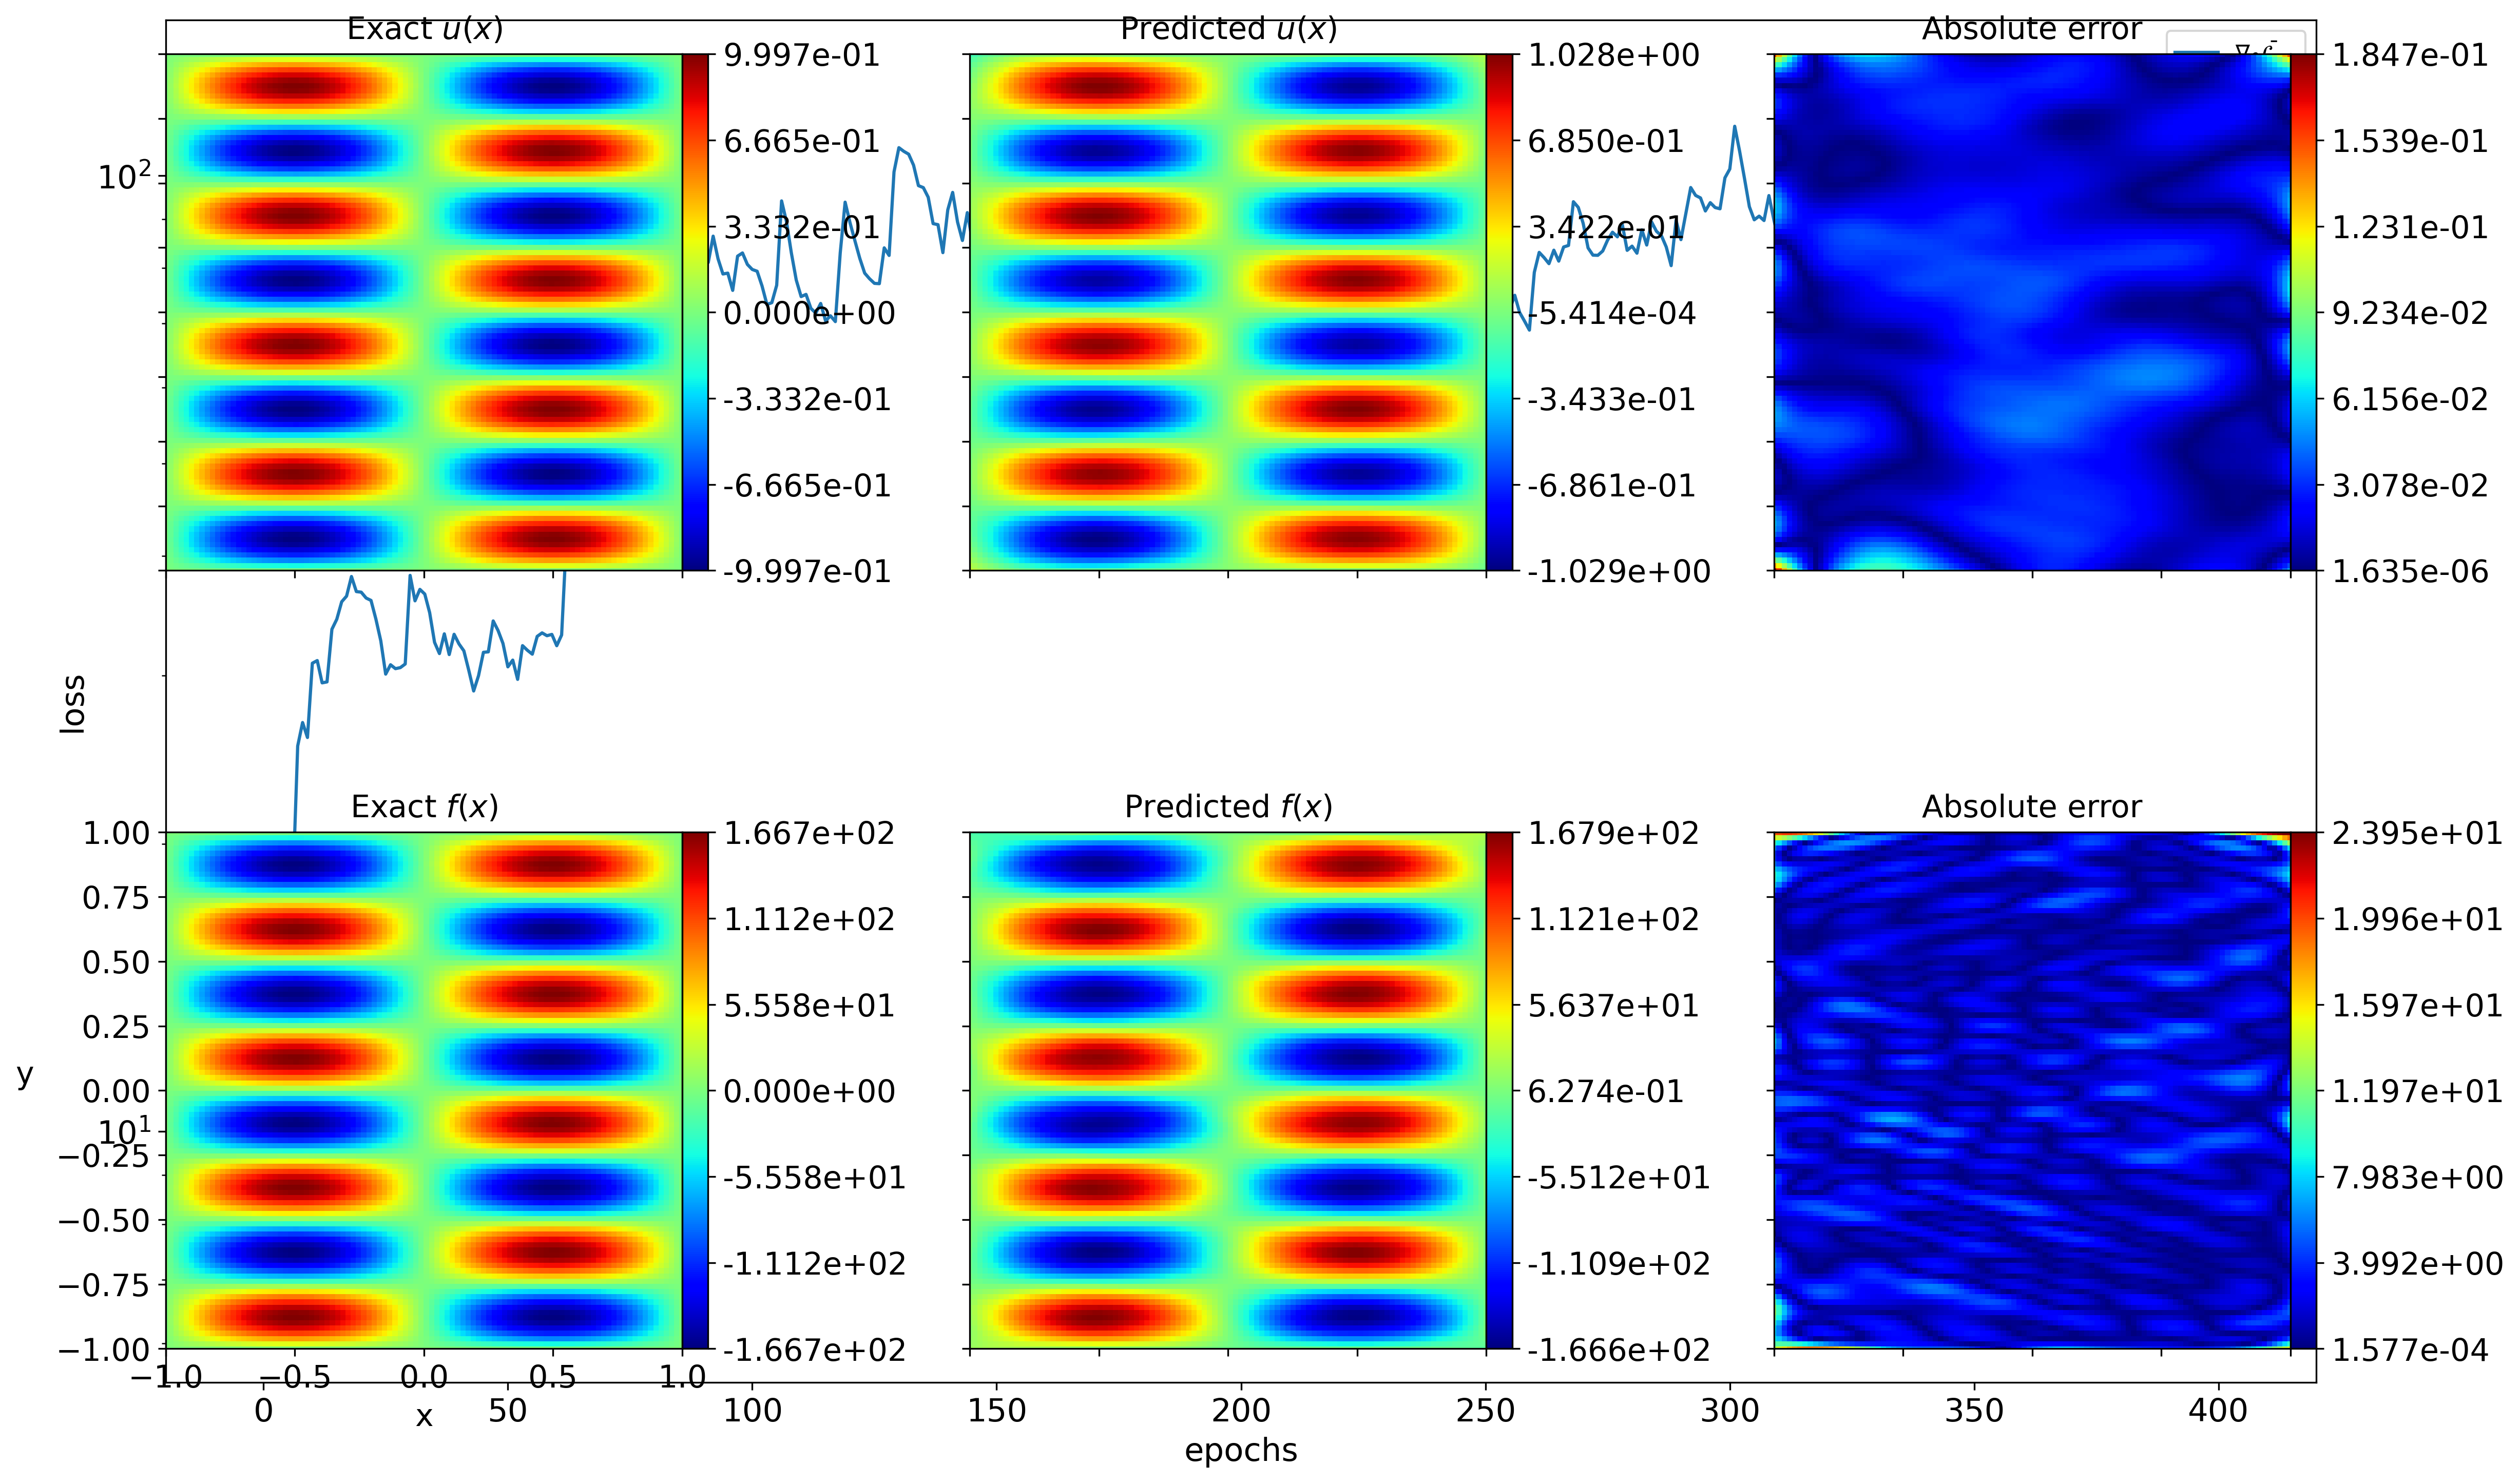 Exact u(x)
Predicted u(x)
Absolute error
9.997e-01
6.665e-01
3.332e-01
0.000e+00
-3.332e-01
-6.665e-01
-9.997e-01
1.028e+00
6.850e-01
3.422e-01
-5.414e-04
-3.433e-01
-6.861e-01
-1.029e+00
1.847e-01
1.539e-01
1.231e-01
9.234e-02
6.156e-02
3.078e-02
1.635e-06
10²
loss
Exact f(x)
Predicted f(x)
Absolute error
1.00
0.75
0.50
0.25
0.00
10¹
−0.25
−0.50
−0.75
−1.00
y
1.667e+02
1.112e+02
5.558e+01
0.000e+00
-5.558e+01
-1.112e+02
-1.667e+02
1.679e+02
1.121e+02
5.637e+01
6.274e-01
-5.512e+01
-1.109e+02
-1.666e+02
2.395e+01
1.996e+01
1.597e+01
1.197e+01
7.983e+00
3.992e+00
1.577e-04
−1.0 −0.5 0.0 0.5 1.0
x
0 50 100 150 200 250 300 350 400
epochs